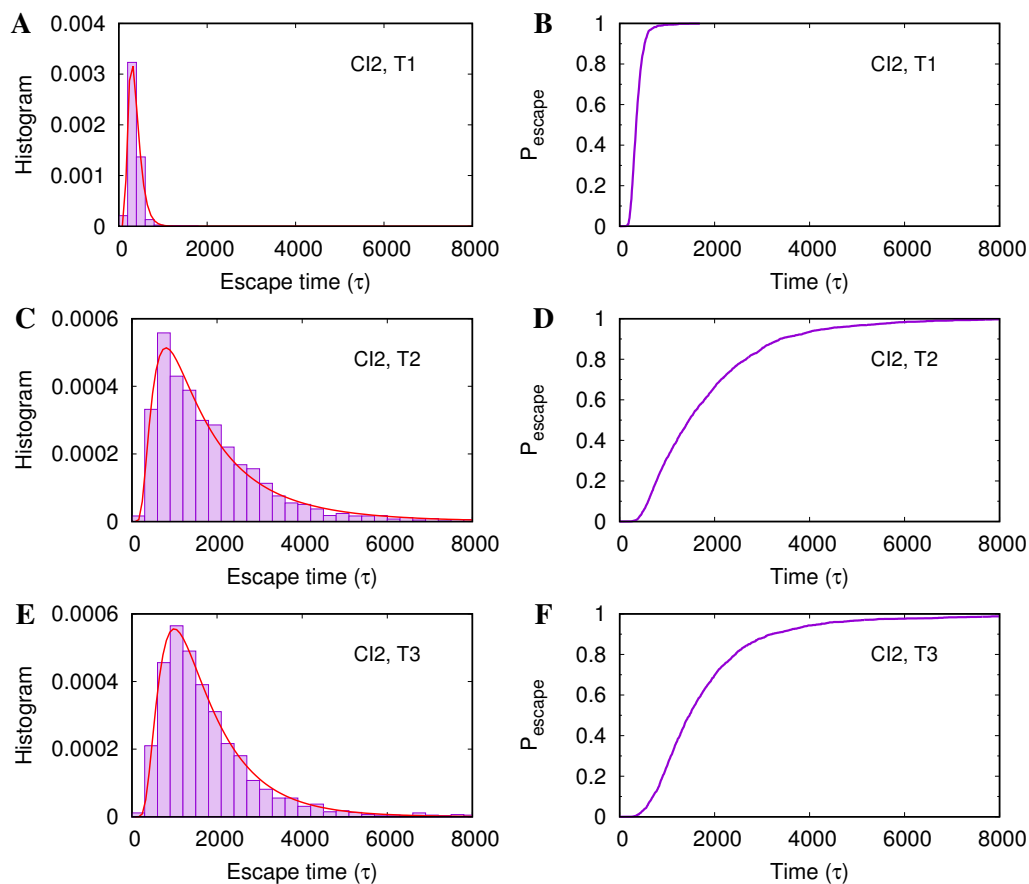 A
Histogram
0.004
0.003
0.002
0.001
0
CI2, T1
2000 4000 6000 8000
Escape time (τ)
B
P_escape
1
0.8
0.6
0.4
0.2
0
CI2, T1
0 2000 4000 6000 8000
Time (τ)
C
Histogram
0.0006
0.0004
0.0002
0
CI2, T2
0 2000 4000 6000 8000
Escape time (τ)
D
P_escape
1
0.8
0.6
0.4
0.2
0
CI2, T2
0 2000 4000 6000 8000
Time (τ)
E
Histogram
0.0006
0.0004
0.0002
0
CI2, T3
0 2000 4000 6000 8000
Escape time (τ)
F
P_escape
1
0.8
0.6
0.4
0.2
0
CI2, T3
0 2000 4000 6000 8000
Time (τ)